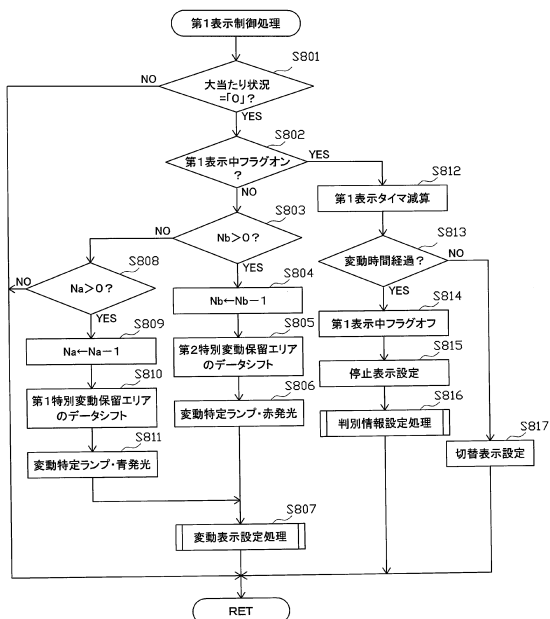 第1表示制御処理
S801
大当たり状況
=「0」?
NO
YES
S802
第1表示中フラグオン
?
YES
NO
S812
第1表示タイマ減算
S803
Nb>0?
NO
YES
S813
変動時間経過?
NO
YES
S808
Na>0?
NO
YES
S804
Nb←Nb-1
S814
第1表示中フラグオフ
S809
Na←Na-1
S805
第2特別変動保留エリア
のデータシフト
S815
停止表示設定
S810
第1特別変動保留エリア
のデータシフト
S806
変動特定ランプ・赤発光
S816
判別情報設定処理
S811
変動特定ランプ・青発光
S817
切替表示設定
S807
変動表示設定処理
RET